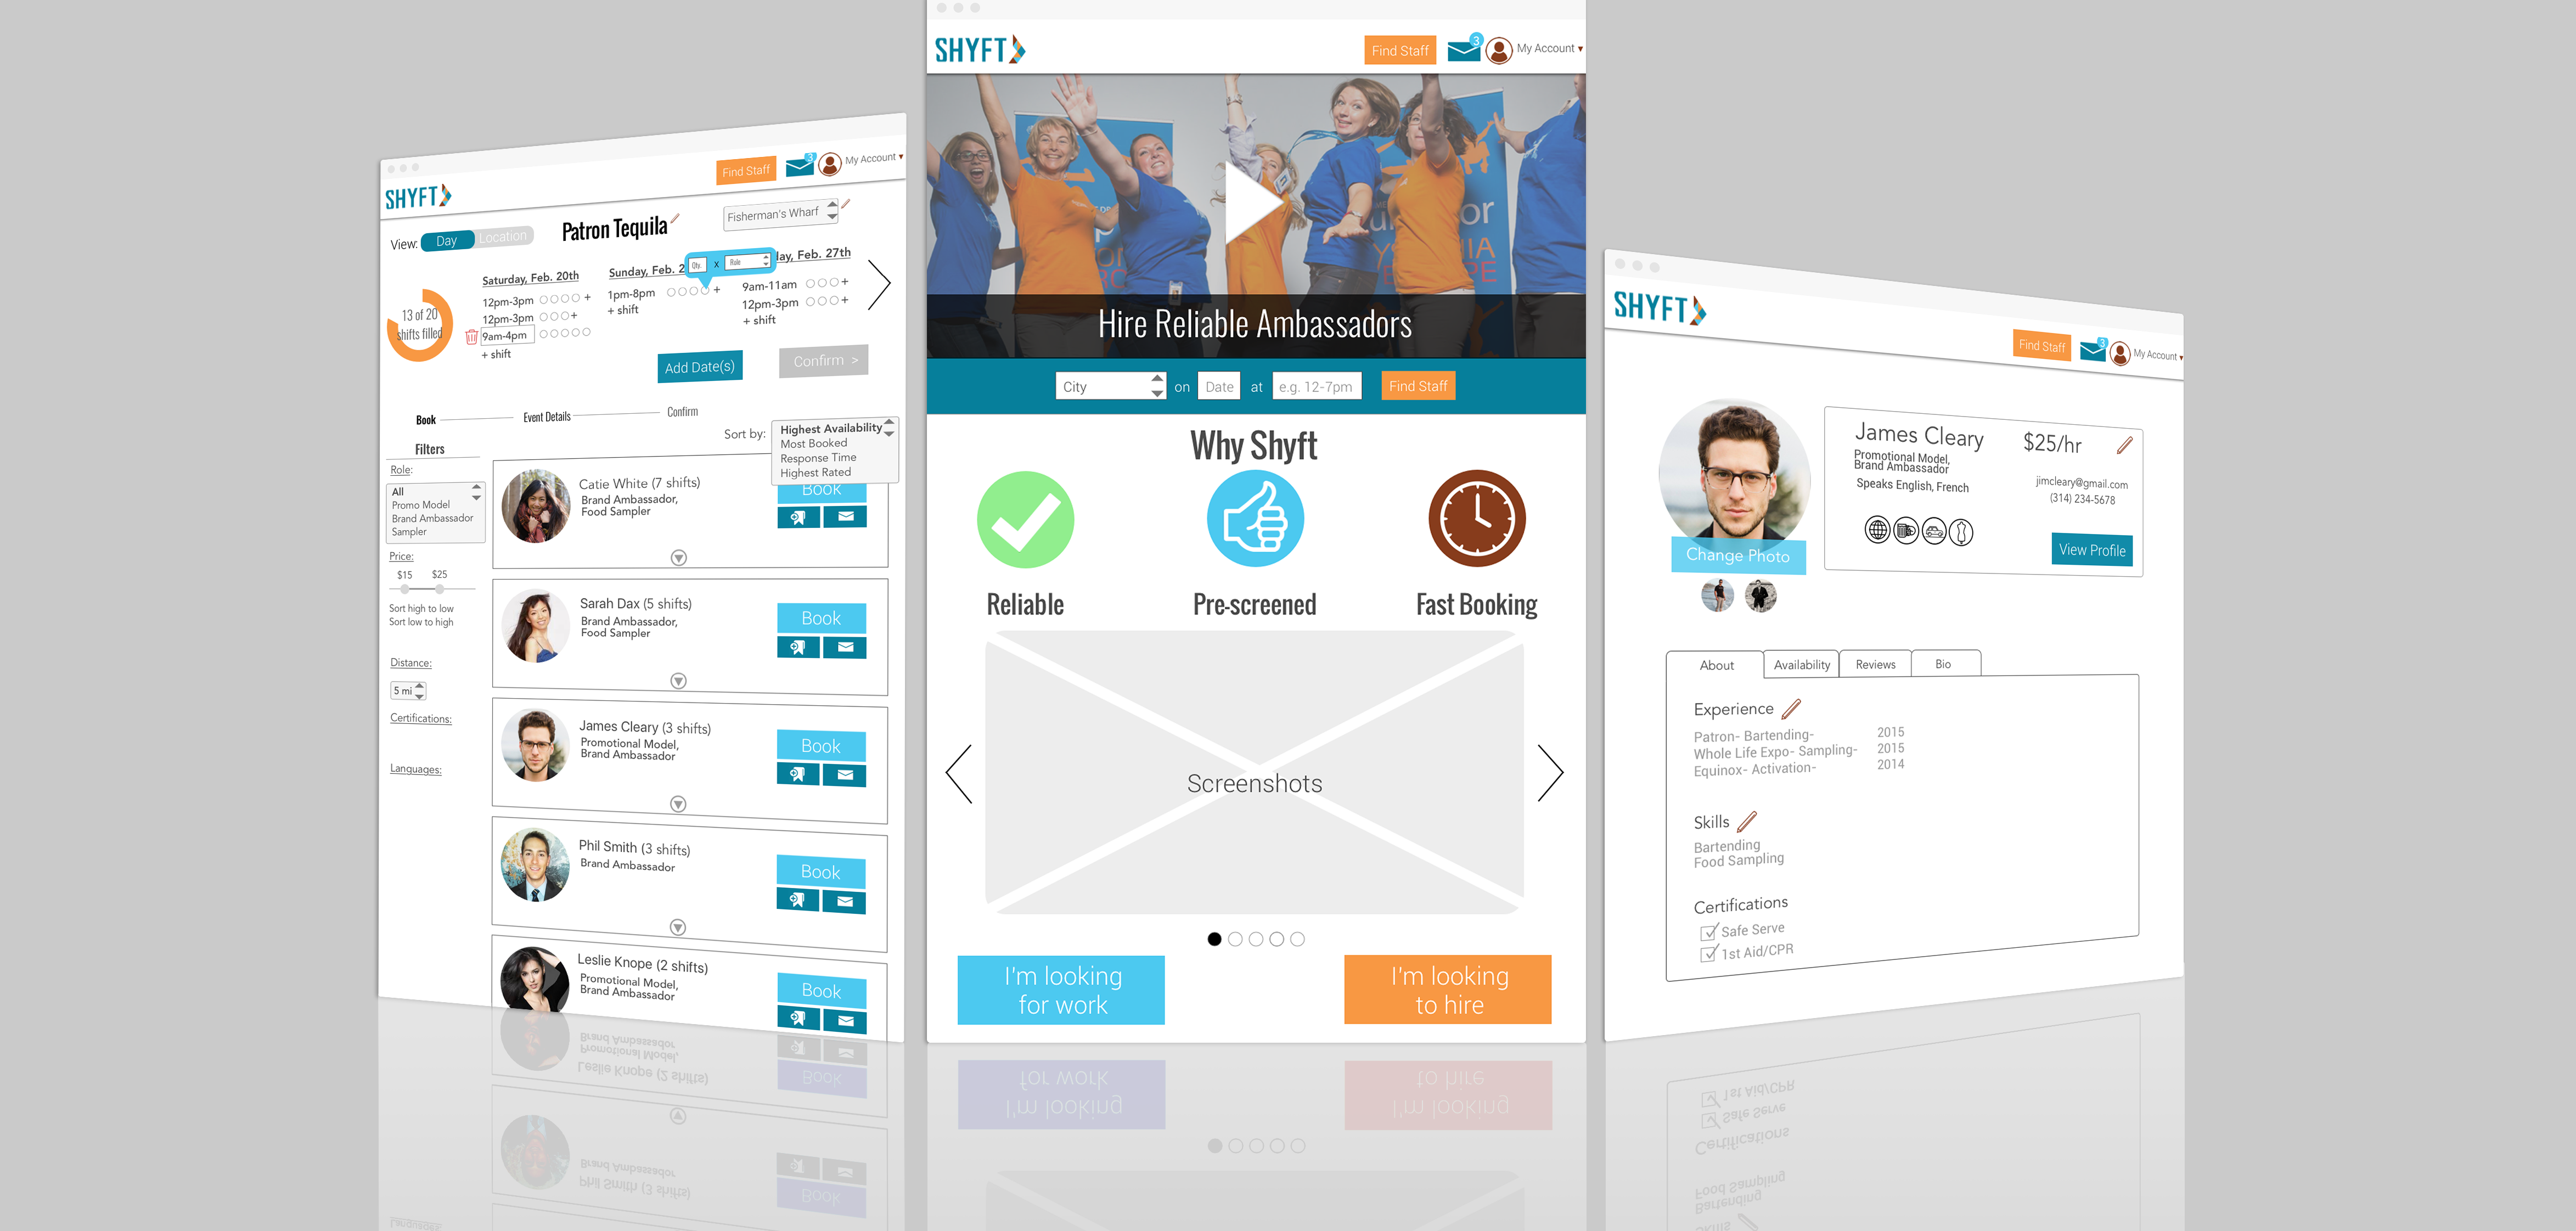 SHYFT
Find Staff
3
My Account
View:
Day
Location
Patron Tequila
Fisherman's Wharf
13 of 20
shifts filled
Saturday, Feb. 20th
12pm-3pm
+
12pm-3pm
+
9am-4pm
+ shift
Sunday, Feb. 2
1pm-8pm
+
+ shift
Qty.
x
Role
lay, Feb. 27th
9am-11am
+
12pm-3pm
+
+ shift
Add Date(s)
Confirm >
Book
Event Details
Confirm
Sort by:
Highest Availability
Most Booked
Response Time
Highest Rated
Filters
Role:
All
Promo Model
Brand Ambassador
Sampler
Price:
$15 $25
Sort high to low
Sort low to high
Distance:
5 mi
Certifications:
Languages:
Catie White (7 shifts)
Brand Ambassador,
Food Sampler
Book
Sarah Dax (5 shifts)
Brand Ambassador,
Food Sampler
Book
James Cleary (3 shifts)
Promotional Model,
Brand Ambassador
Book
Phil Smith (3 shifts)
Brand Ambassador
Book
Leslie Knope (2 shifts)
Promotional Model,
Brand Ambassador
Book
SHYFT
Find Staff
3
My Account
Hire Reliable Ambassadors
City
on
Date
at
e.g. 12-7pm
Find Staff
Why Shyft
Reliable
Pre-screened
Fast Booking
Screenshots
I'm looking
for work
I'm looking
to hire
SHYFT
Find Staff
3
My Account
James Cleary
$25/hr
Promotional Model,
Brand Ambassador
Speaks English, French
jimcleary@gmail.com
(314) 234-5678
View Profile
Change Photo
About
Availability
Reviews
Bio
Experience
Patron- Bartending- 2015
Whole Life Expo- Sampling- 2015
Equinox- Activation- 2014
Skills
Bartending
Food Sampling
Certifications
Safe Serve
1st Aid/CPR